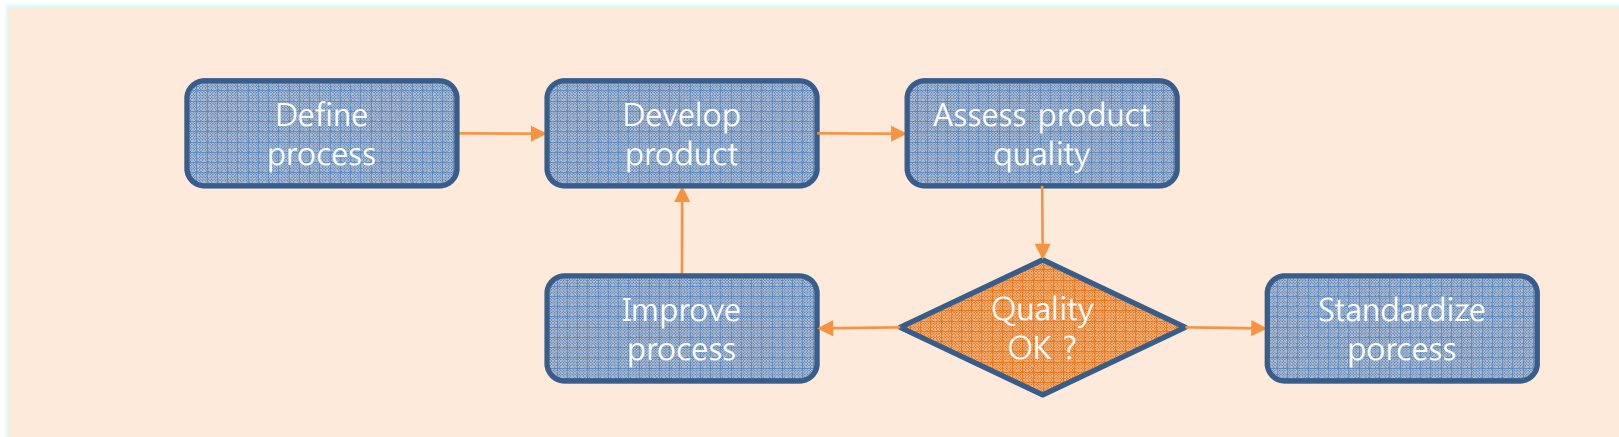 Define
process
Develop
product
Assess product
quality
Improve
process
Quality
OK ?
Standardize
porcess